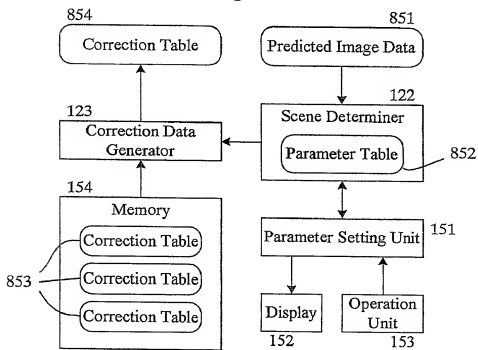 854
851
Correction Table
Predicted Image Data
123
122
Scene Determiner
Correction Data
Generator
Parameter Table
852
154
Memory
151
Correction Table
Parameter Setting Unit
853
Correction Table
Correction Table
Display
Operation
Unit
152
153